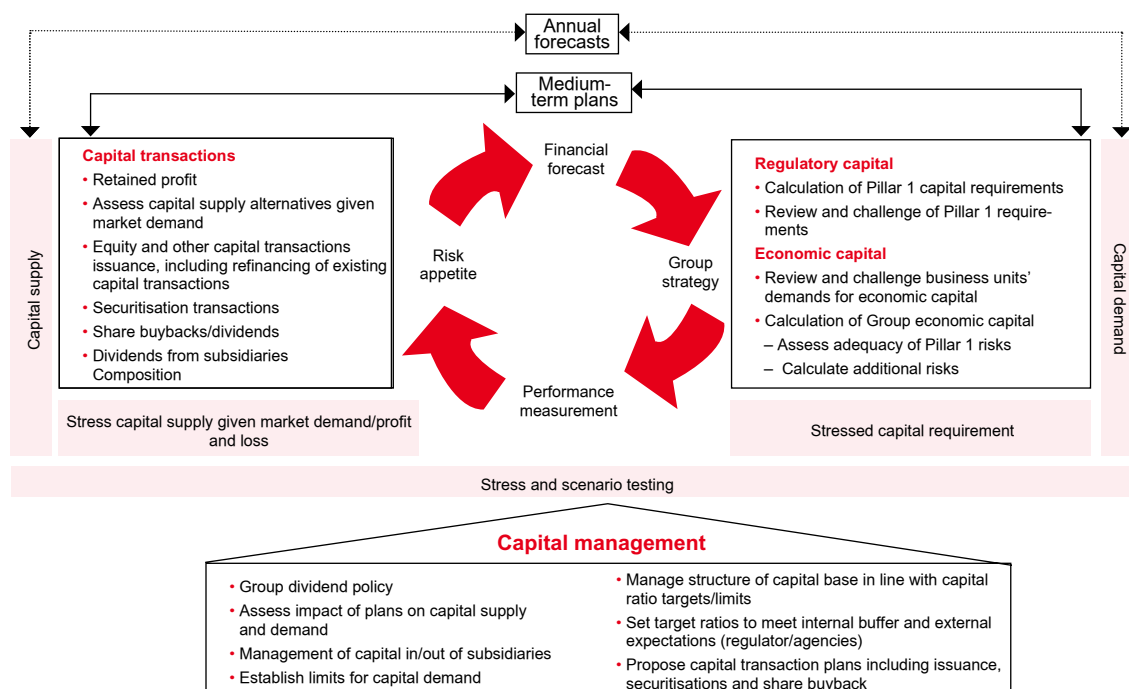 Annual
forecasts
Medium-
term plans
Capital supply
Capital transactions
• Retained profit
• Assess capital supply alternatives given
market demand
• Equity and other capital transactions
issuance, including refinancing of existing
capital transactions
• Securitisation transactions
• Share buybacks/dividends
• Dividends from subsidiaries
Composition
Stress capital supply given market demand/profit
and loss
Financial
forecast
Risk
appetite
Group
strategy
Performance
measurement
Regulatory capital
• Calculation of Pillar 1 capital requirements
• Review and challenge of Pillar 1 require-
ments
Economic capital
• Review and challenge business units’
demands for economic capital
• Calculation of Group economic capital
– Assess adequacy of Pillar 1 risks
– Calculate additional risks
Stressed capital requirement
Capital demand
Stress and scenario testing
Capital management
• Group dividend policy
• Assess impact of plans on capital supply
and demand
• Management of capital in/out of subsidiaries
• Establish limits for capital demand
• Manage structure of capital base in line with capital
ratio targets/limits
• Set target ratios to meet internal buffer and external
expectations (regulator/agencies)
• Propose capital transaction plans including issuance,
securitisations and share buyback